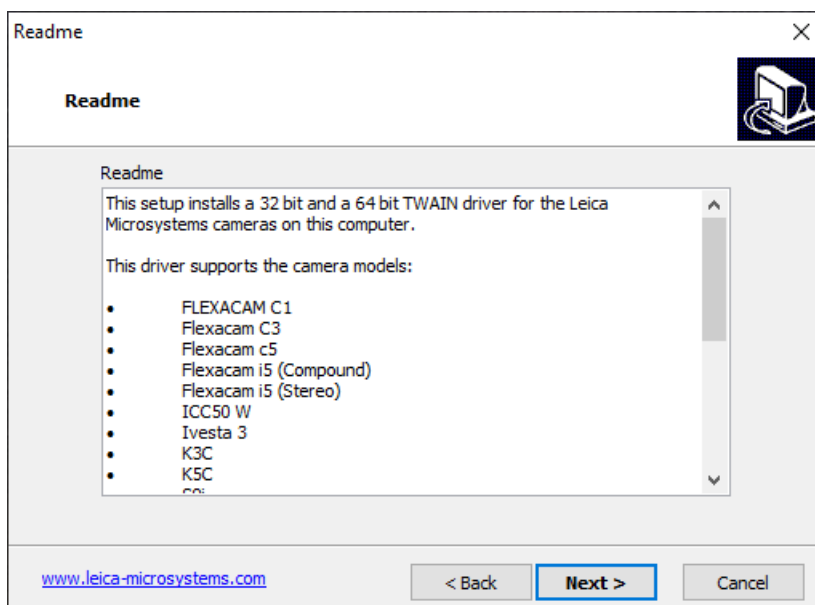 Readme
Readme
Readme
This setup installs a 32 bit and a 64 bit TWAIN driver for the Leica
Microsystems cameras on this computer.
This driver supports the camera models:
• FLEXACAM C1
• Flexacam C3
• Flexacam c5
• Flexacam i5 (Compound)
• Flexacam i5 (Stereo)
• ICC50 W
• Ivesta 3
• K3C
• K5C
www.leica-microsystems.com
< Back
Next >
Cancel